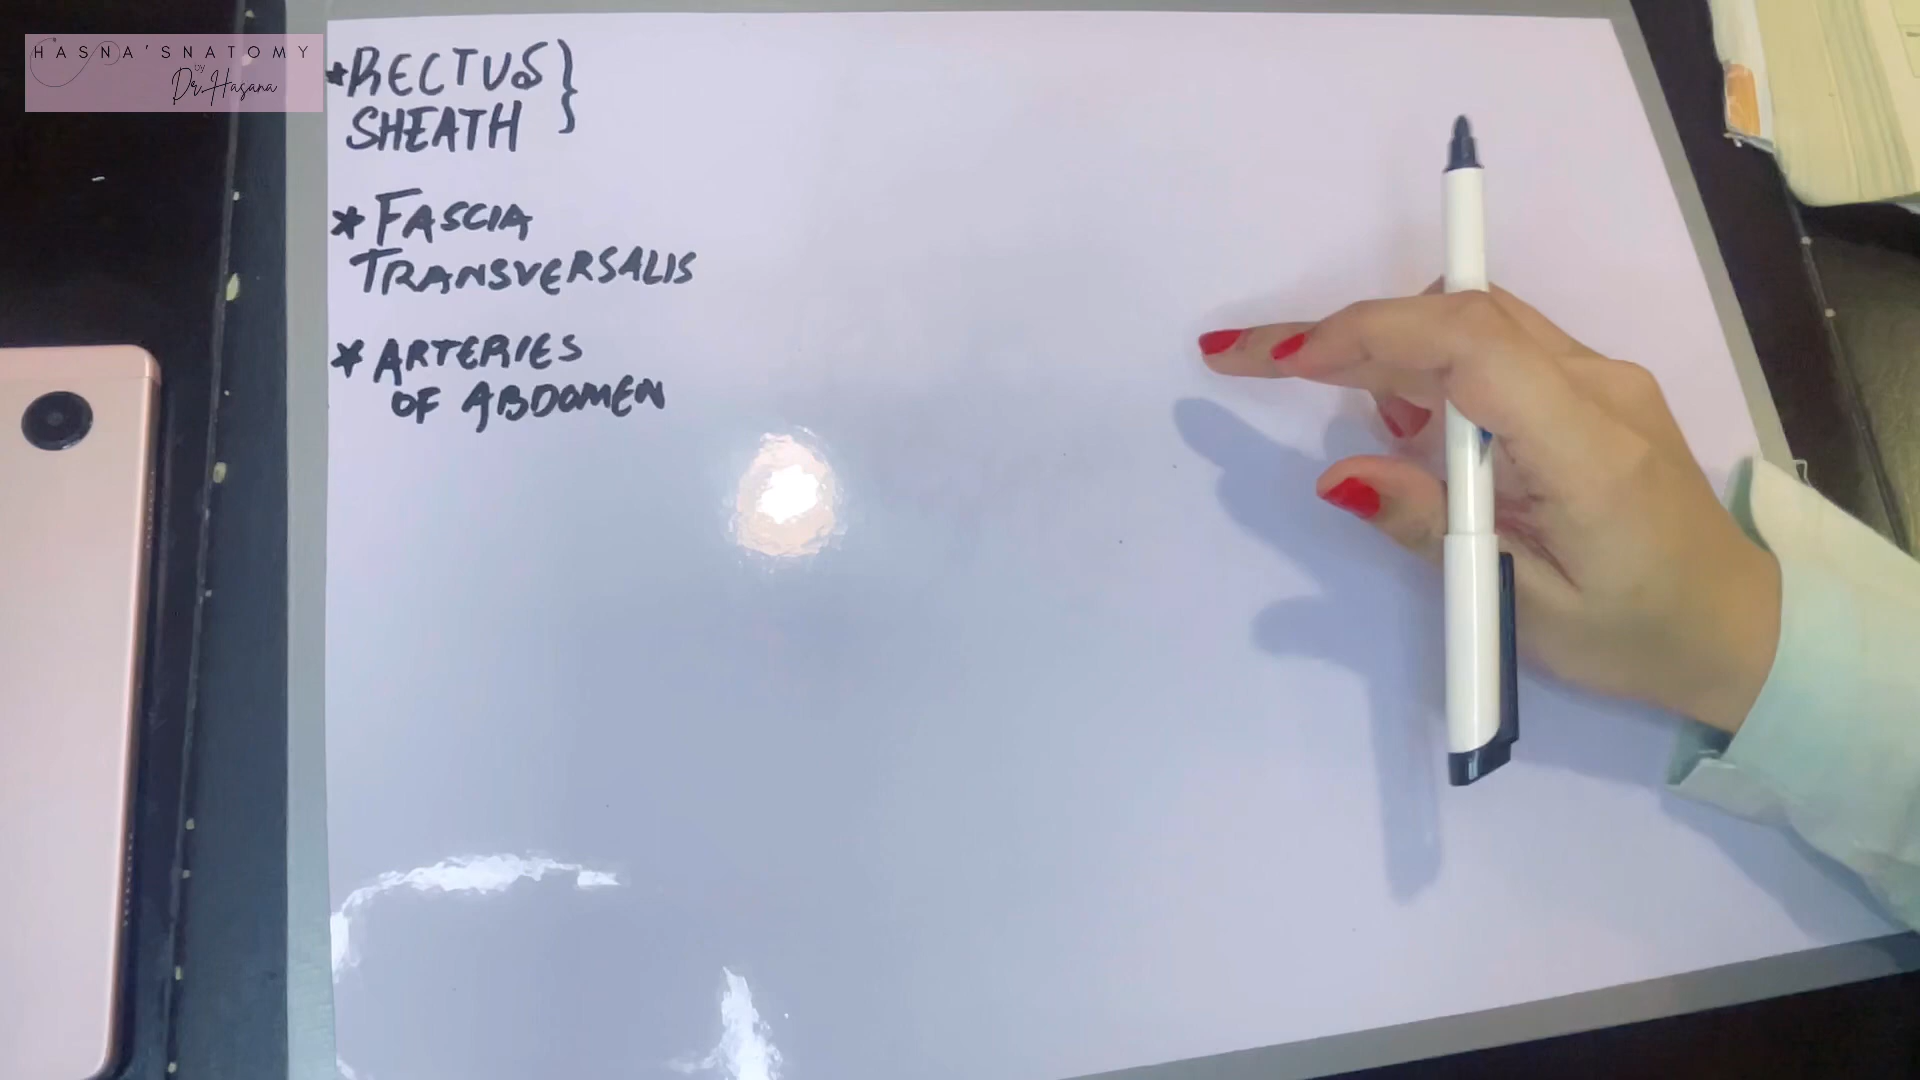 HASNA'SNATOMY
by
Dr.Hasana
*RECTUS }
SHEATH
* FASCIA
TRANSVERSALIS
* ARTERIES
OF ABDOMEN